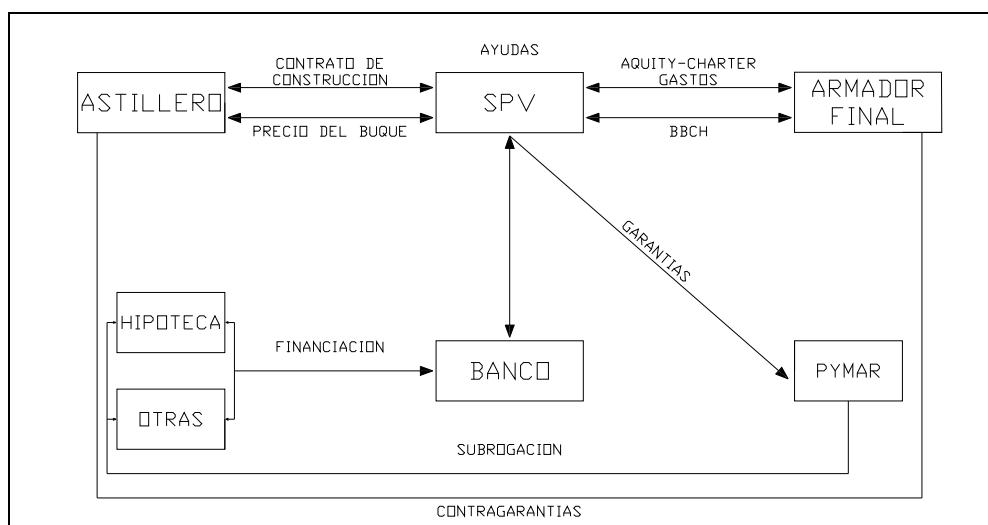 AYUDAS
CONTRATO DE
CONSTRUCCION
AQUITY-CHARTER
GASTOS
ASTILLERO
SPV
ARMADOR
FINAL
PRECIO DEL BUQUE
BBCH
GARANTIAS
HIPOTECA
FINANCIACION
BANCO
PYMAR
OTRAS
SUBROGACION
CONTRAGARANTIAS